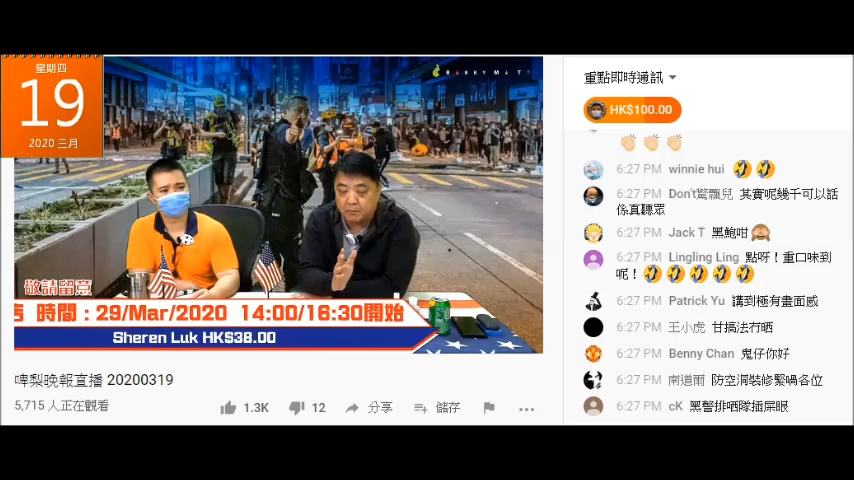 星期四
19
2020 三月
BARRY MA TT
敬請留意
時間：29/Mar/2020 14:00/16:30開始
Sheren Luk HK$38.00
啤梨晚報直播 20200319
5,715 人正在觀看
1.3K
12
分享
儲存
重點即時通訊
HK$100.00
6:27 PM winnie hui
6:27 PM Don't驚飄兒 其實呢幾千可以話係真聽眾
6:27 PM Jack T 黑鮑咁
6:27 PM Lingling Ling 點呀！重口味到呢！
6:27 PM Patrick Yu 講到極有畫面感
6:27 PM 王小虎 甘搞法冇晒
6:27 PM Benny Chan 鬼仔你好
6:27 PM 南道爾 防空洞裝修緊喎各位
6:27 PM cK 黑警排哂隊插屎眼